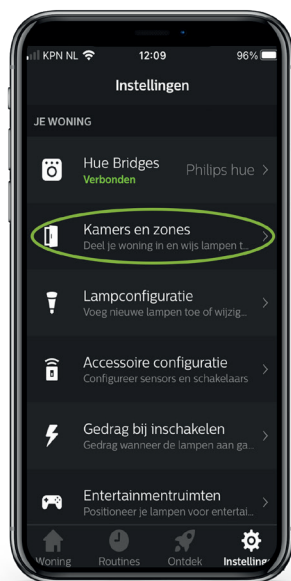 KPN NL 12:09 96%
Instellingen
JE WONING
Hue Bridges Philips hue
Verbonden
Kamers en zones
Deel je woning in en wijs lampen t...
Lampconfiguratie
Voeg nieuwe lampen toe of wijzig...
Accessoire configuratie
Configureer sensors en schakelaars
Gedrag bij inschakelen
Gedrag wanneer de lampen aan ga...
Entertainmentruimten
Positioneer je lampen voor entertai...
Woning Routines Ontdek Instelling